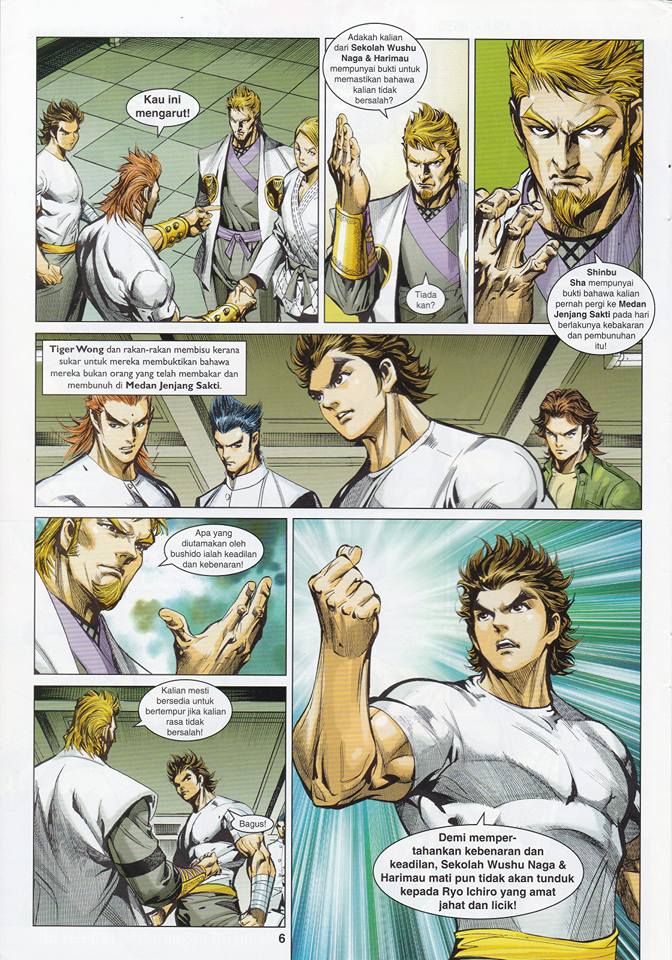 Kau ini
mengarut!
Adakah kalian
dari Sekolah Wushu
Naga & Harimau
mempunyai bukti untuk
memastikan bahawa
kalian tidak
bersalah?
Tiada
kan?
Shinbu
Sha mempunyai
bukti bahawa kalian
pernah pergi ke Medan
Jenjang Sakti pada hari
berlakunya kebakaran
dan pembunuhan
itu!
Tiger Wong dan rakan-rakan membisu kerana
sukar untuk mereka membuktikan bahawa
mereka bukan orang yang telah membakar dan
membunuh di Medan Jenjang Sakti.
Apa yang
diutamakan oleh
bushido ialah keadilan
dan kebenaran!
Kalian mesti
bersedia untuk
bertempur jika kalian
rasa tidak
bersalah!
Bagus!
Demi memper-
tahankan kebenaran dan
keadilan, Sekolah Wushu Naga &
Harimau mati pun tidak akan tunduk
kepada Ryo Ichiro yang amat
jahat dan licik!
6